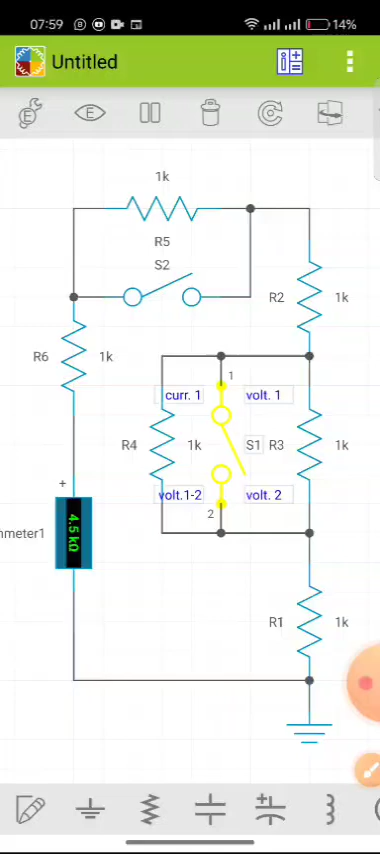 07:59
14%
Untitled
E
E
1k
R5
S2
R2 1k
R6 1k
1
curr. 1 volt. 1
R4 1k S1 R3 1k
+
volt.1-2 volt. 2
2
4.5 kΩ
nmeter1
R1 1k